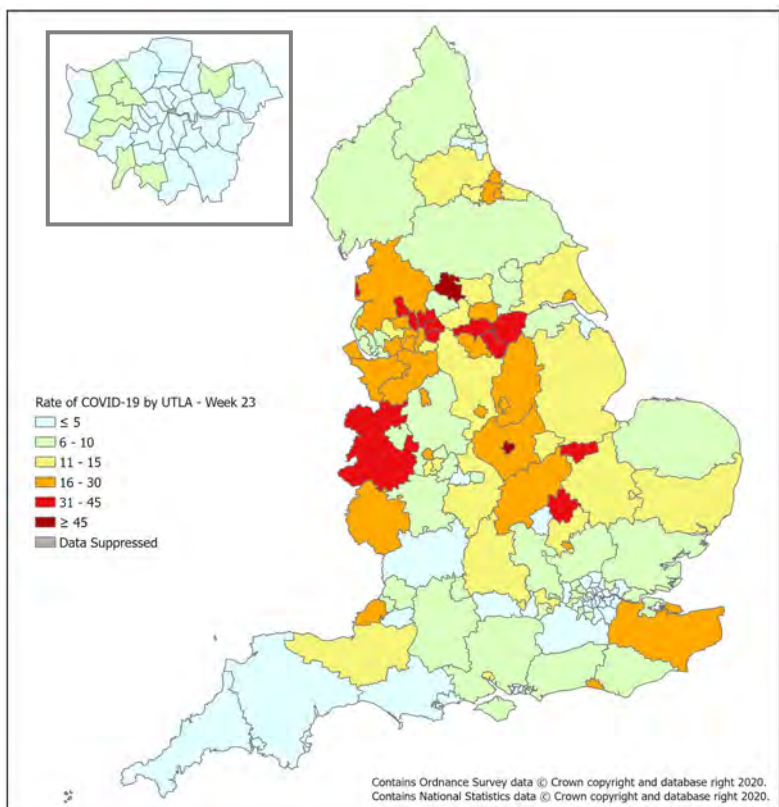 Rate of COVID-19 by UTLA - Week 23
≤ 5
6 - 10
11 - 15
16 - 30
31 - 45
≥ 45
Data Suppressed
Contains Ordnance Survey data © Crown copyright and database right 2020.
Contains National Statistics data © Crown copyright and database right 2020.